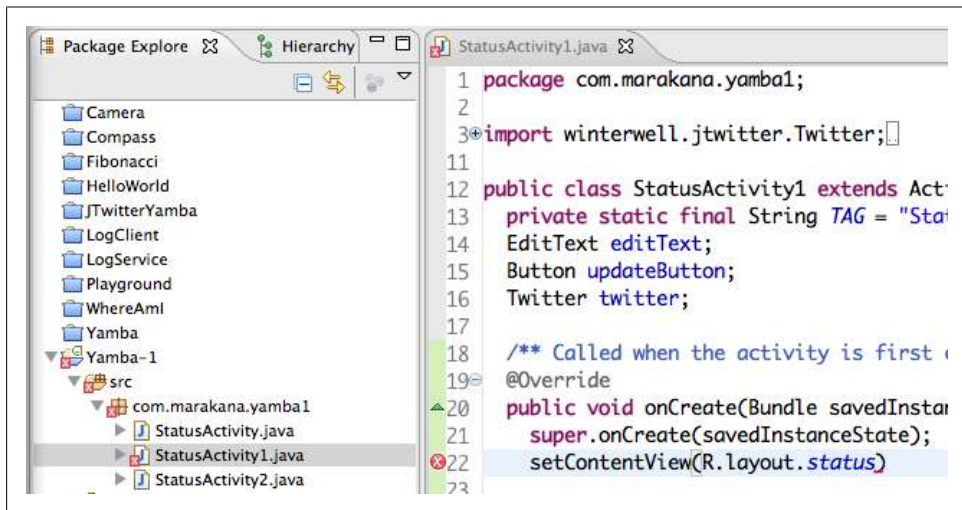 Package Explore
Hierarchy
Camera
Compass
Fibonacci
HelloWorld
JTwitterYamba
LogClient
LogService
Playground
WhereAmI
Yamba
Yamba-1
src
com.marakana.yamba1
StatusActivity.java
StatusActivity1.java
StatusActivity2.java
StatusActivity1.java
1 package com.marakana.yamba1;
2
3 import winterwell.jtwitter.Twitter;
11
12 public class StatusActivity1 extends Act
13 private static final String TAG = "Stat
14 EditText editText;
15 Button updateButton;
16 Twitter twitter;
17
18 /** Called when the activity is first
19 @Override
20 public void onCreate(Bundle savedInstan
21 super.onCreate(savedInstanceState);
22 setContentView(R.layout.status)
23